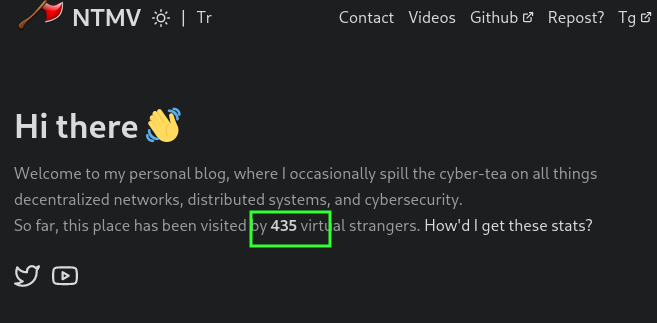 NTMV | Tr Contact Videos Github Repost? Tg
Hi there 👋
Welcome to my personal blog, where I occasionally spill the cyber-tea on all things
decentralized networks, distributed systems, and cybersecurity.
So far, this place has been visited by 435 virtual strangers. How'd I get these stats?